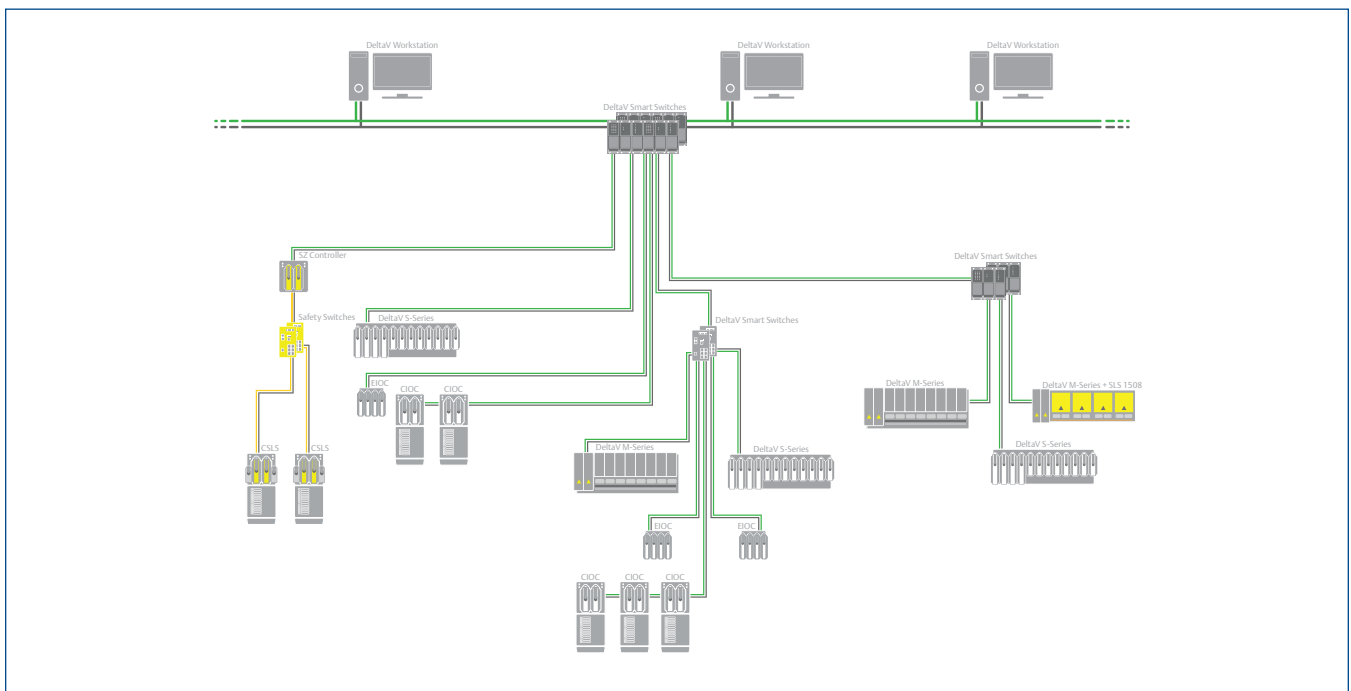 DeltaV Workstation
DeltaV Workstation
DeltaV Workstation
DeltaV Smart Switches
SZ Controller
DeltaV Smart Switches
Safety Switches
DeltaV S-Series
DeltaV Smart Switches
EIOC
CIOC
CIOC
DeltaV M-Series
DeltaV M-Series + SLS 1508
CSLS
CSLS
DeltaV M-Series
DeltaV S-Series
DeltaV S-Series
EIOC
EIOC
CIOC
CIOC
CIOC